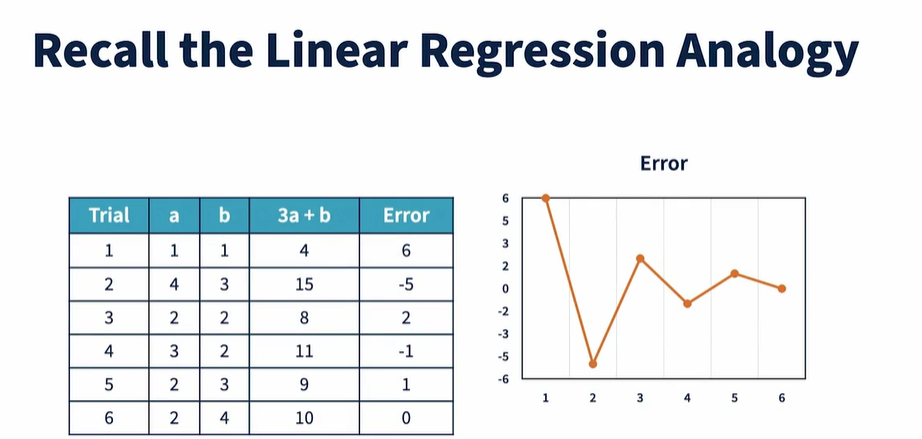 Recall the Linear Regression Analogy
Trial a b 3a + b Error
1 1 1 4 6
2 4 3 15 -5
3 2 2 8 2
4 3 2 11 -1
5 2 3 9 1
6 2 4 10 0
Error
6
5
3
2
0
-2
-3
-5
-6
1 2 3 4 5 6